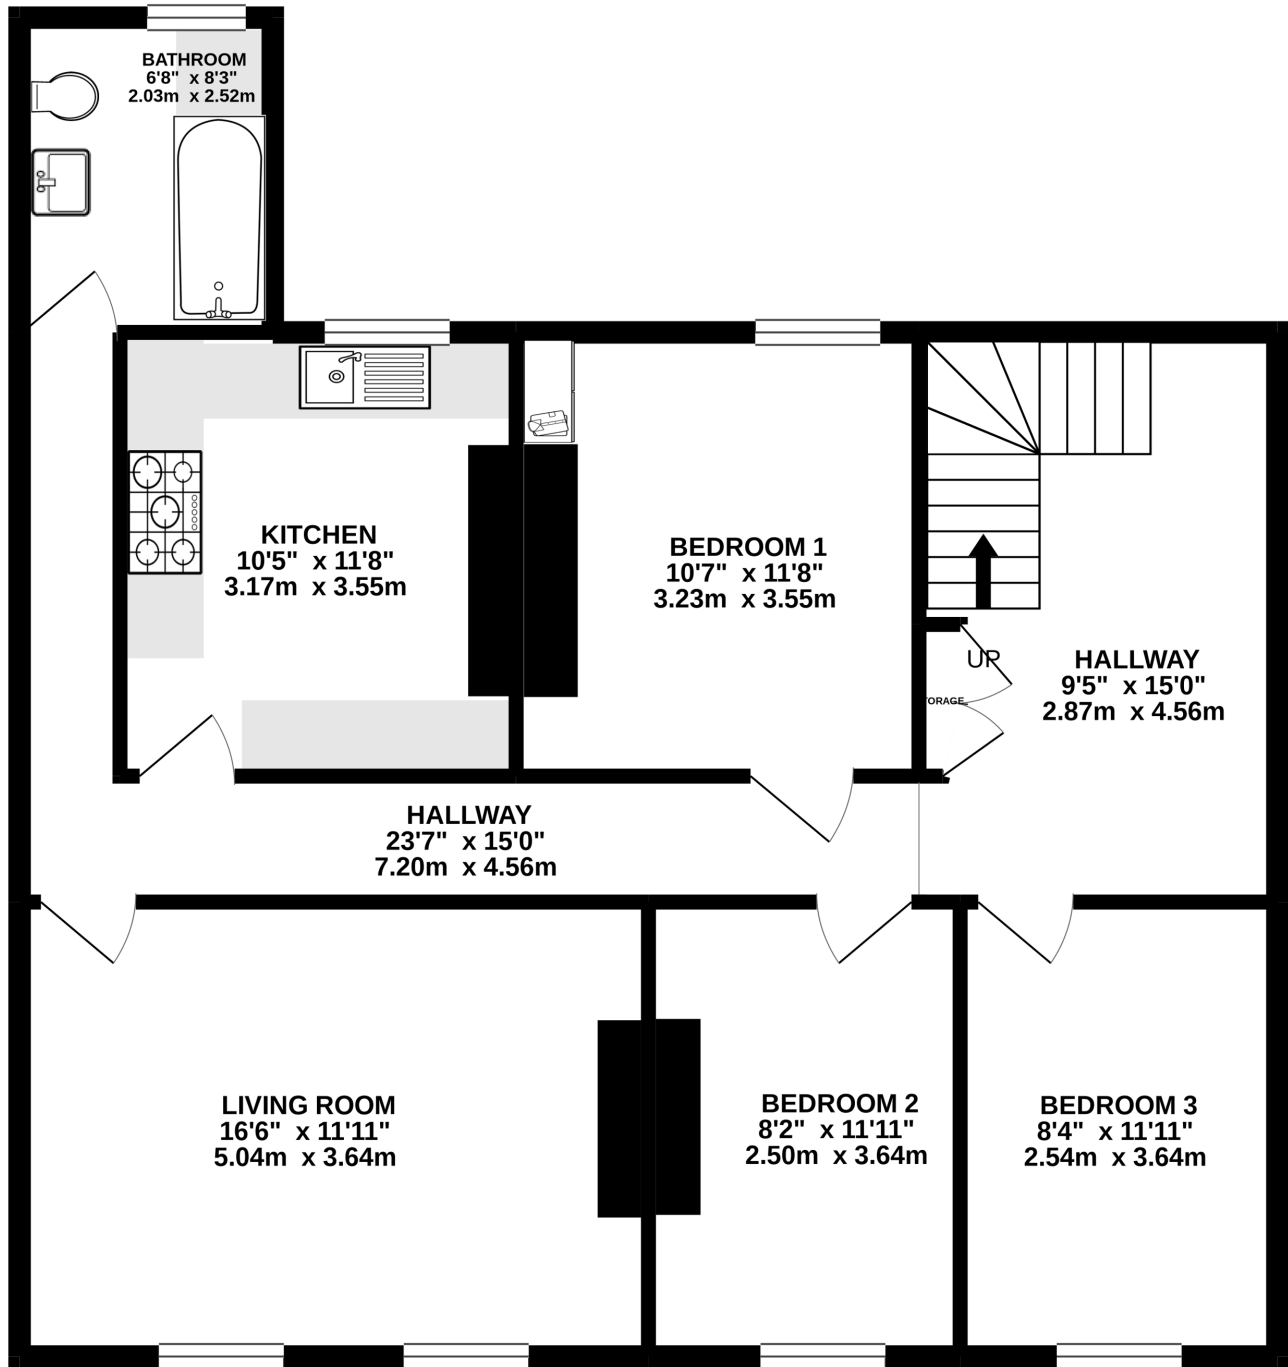 BATHROOM
6'8" x 8'3"
2.03m x 2.52m
KITCHEN
10'5" x 11'8"
3.17m x 3.55m
BEDROOM 1
10'7" x 11'8"
3.23m x 3.55m
UP
HALLWAY
9'5" x 15'0"
2.87m x 4.56m
TORAGE
HALLWAY
23'7" x 15'0"
7.20m x 4.56m
LIVING ROOM
16'6" x 11'11"
5.04m x 3.64m
BEDROOM 2
8'2" x 11'11"
2.50m x 3.64m
BEDROOM 3
8'4" x 11'11"
2.54m x 3.64m